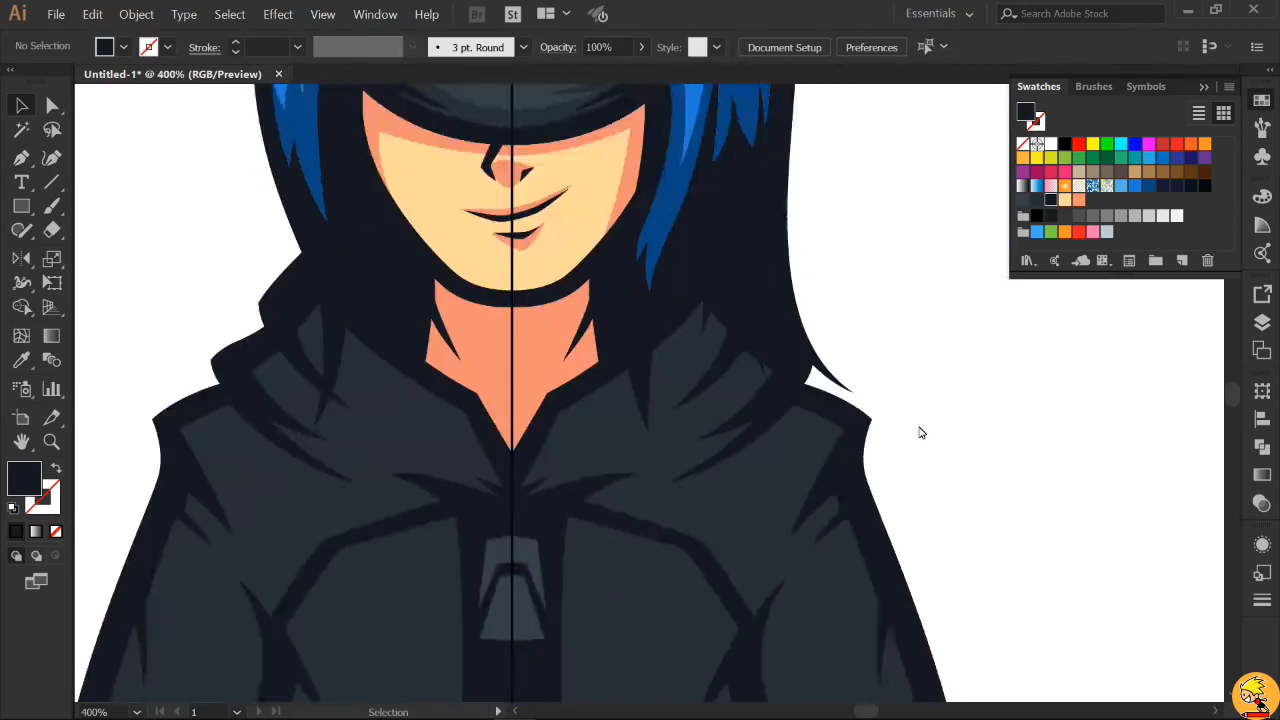 Ai File Edit Object Type Select Effect View Window Help Br St Essentials Search Adobe Stock
No Selection Stroke: 3 pt. Round Opacity: 100% Style: Document Setup Preferences
Untitled-1* @ 400% (RGB/Preview)
Swatches Brushes Symbols
400% 1 Selection